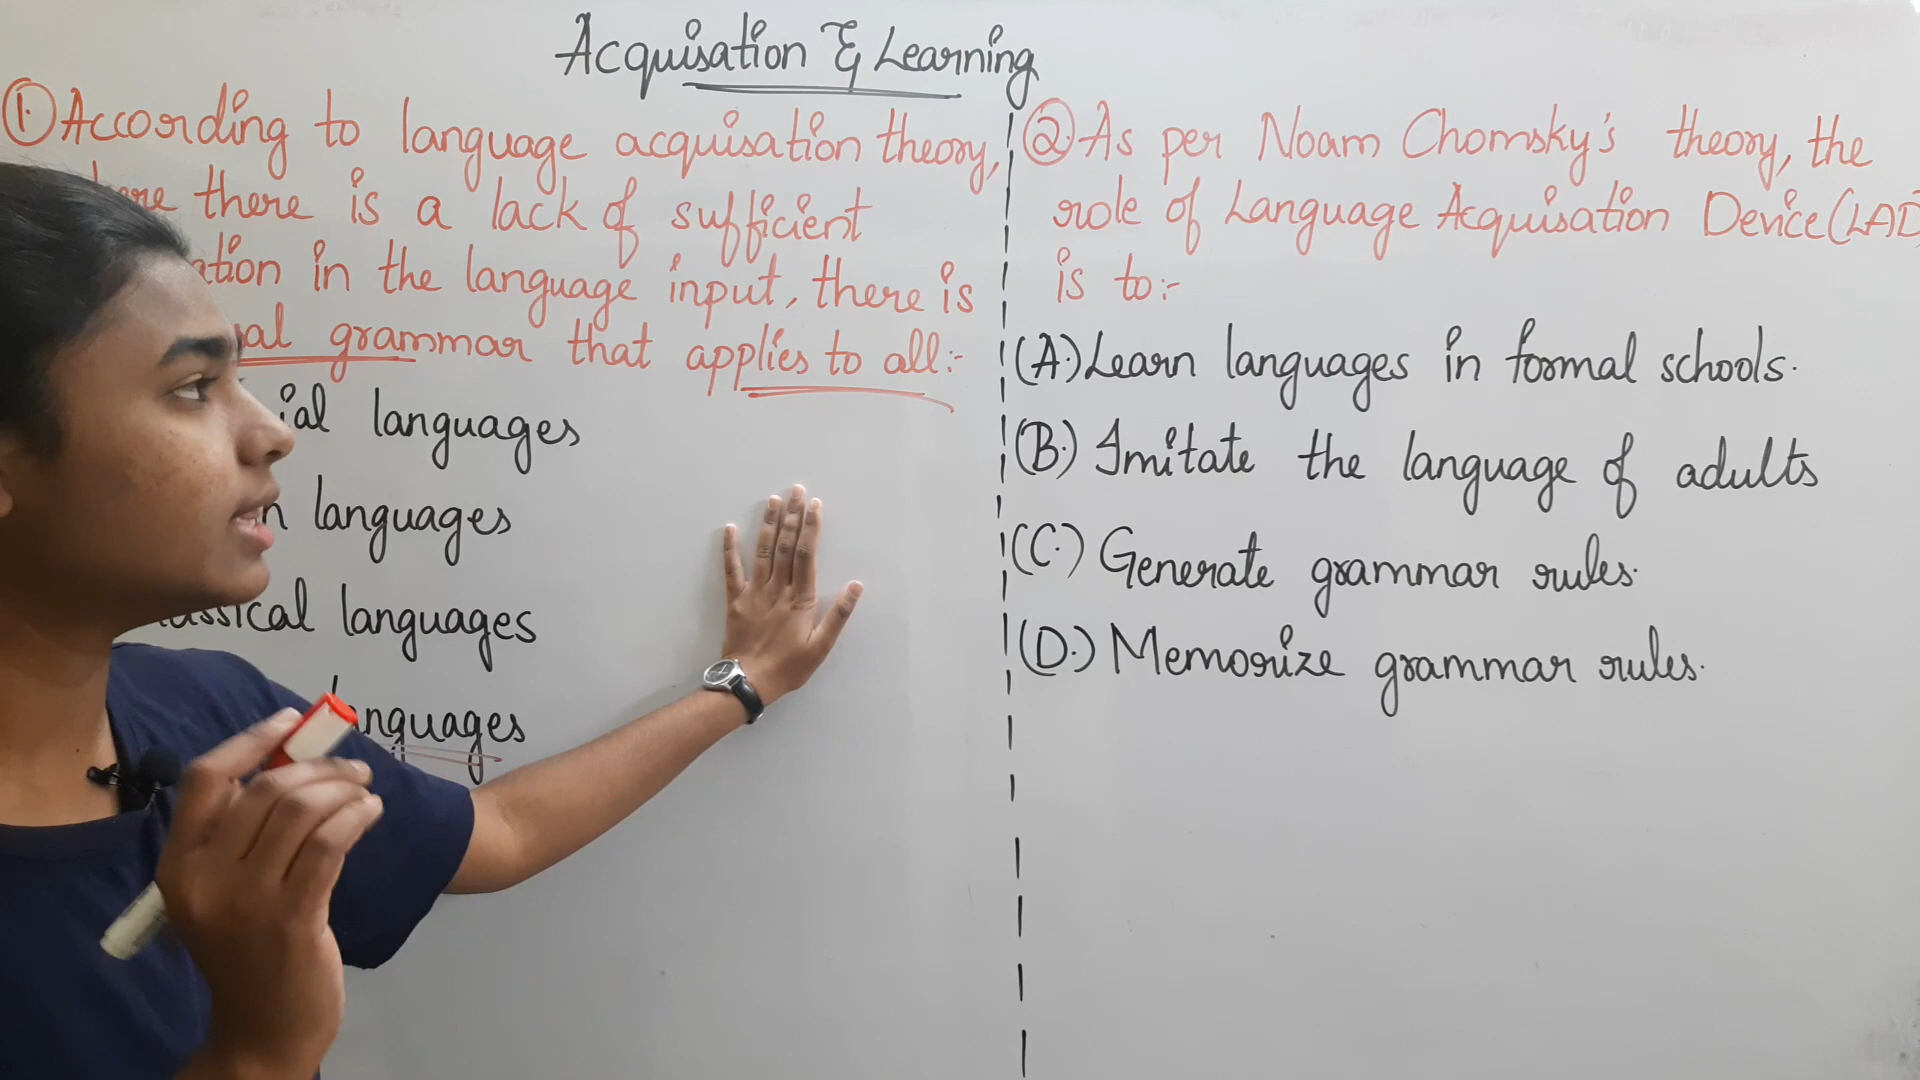 Acquisation & Learning
1. According to language acquisation theory,
there is a lack of sufficient
in the language input, there is
grammar that applies to all:-
languages
languages
languages
languages
2. As per Noam Chomsky's theory, the
role of Language Acquisation Device (LAD)
is to:-
(A.) Learn languages in formal schools.
(B.) Imitate the language of adults
(C.) Generate grammar rules.
(D.) Memorize grammar rules.